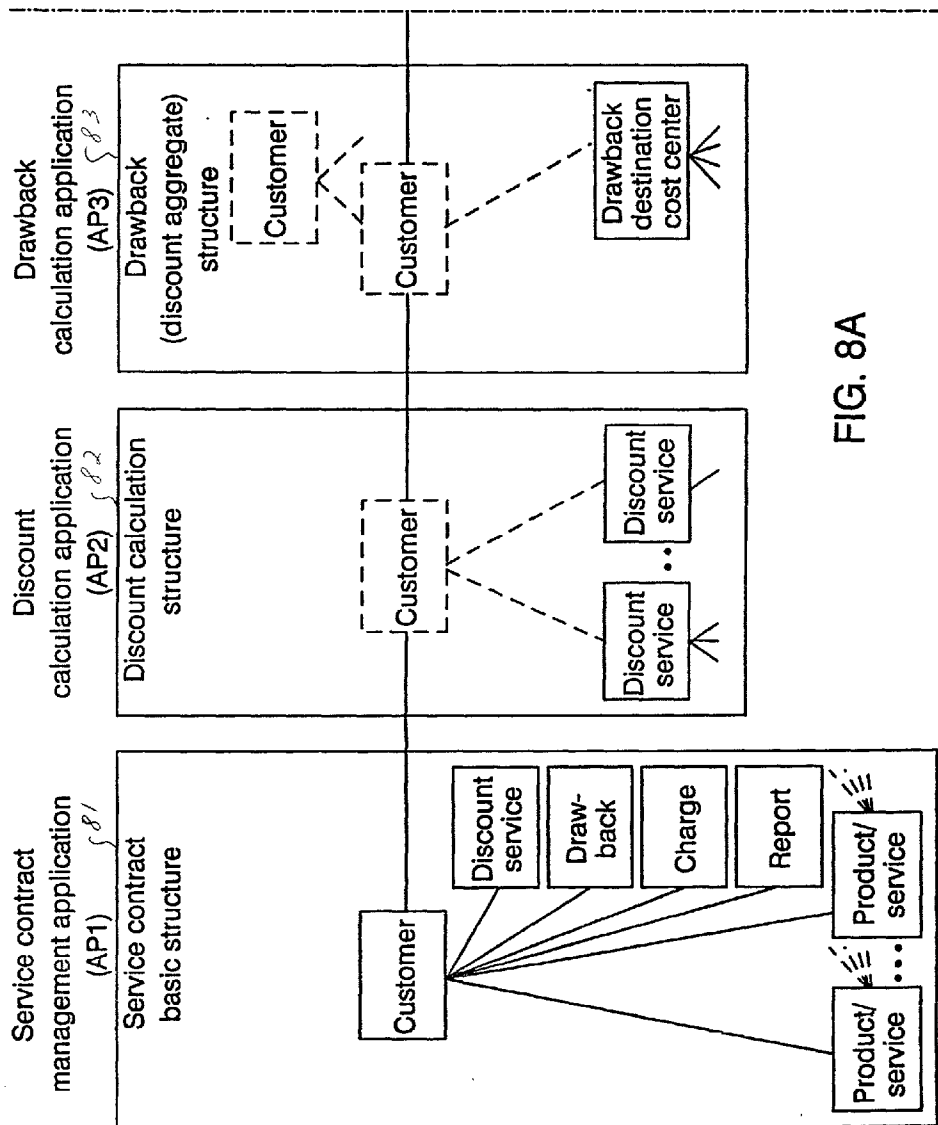 Service contract
management application
(AP1) 81
Service contract
basic structure
Customer
Discount
service
Draw-
back
Charge
Report
Product/
service
•••
Product/
service
Discount
calculation application
(AP2) 82
Discount calculation
structure
Customer
Discount
service
•••
Discount
service
Drawback
calculation application
(AP3) 83
Drawback
(discount aggregate)
structure
Customer
Customer
Drawback
destination
cost center
FIG. 8A